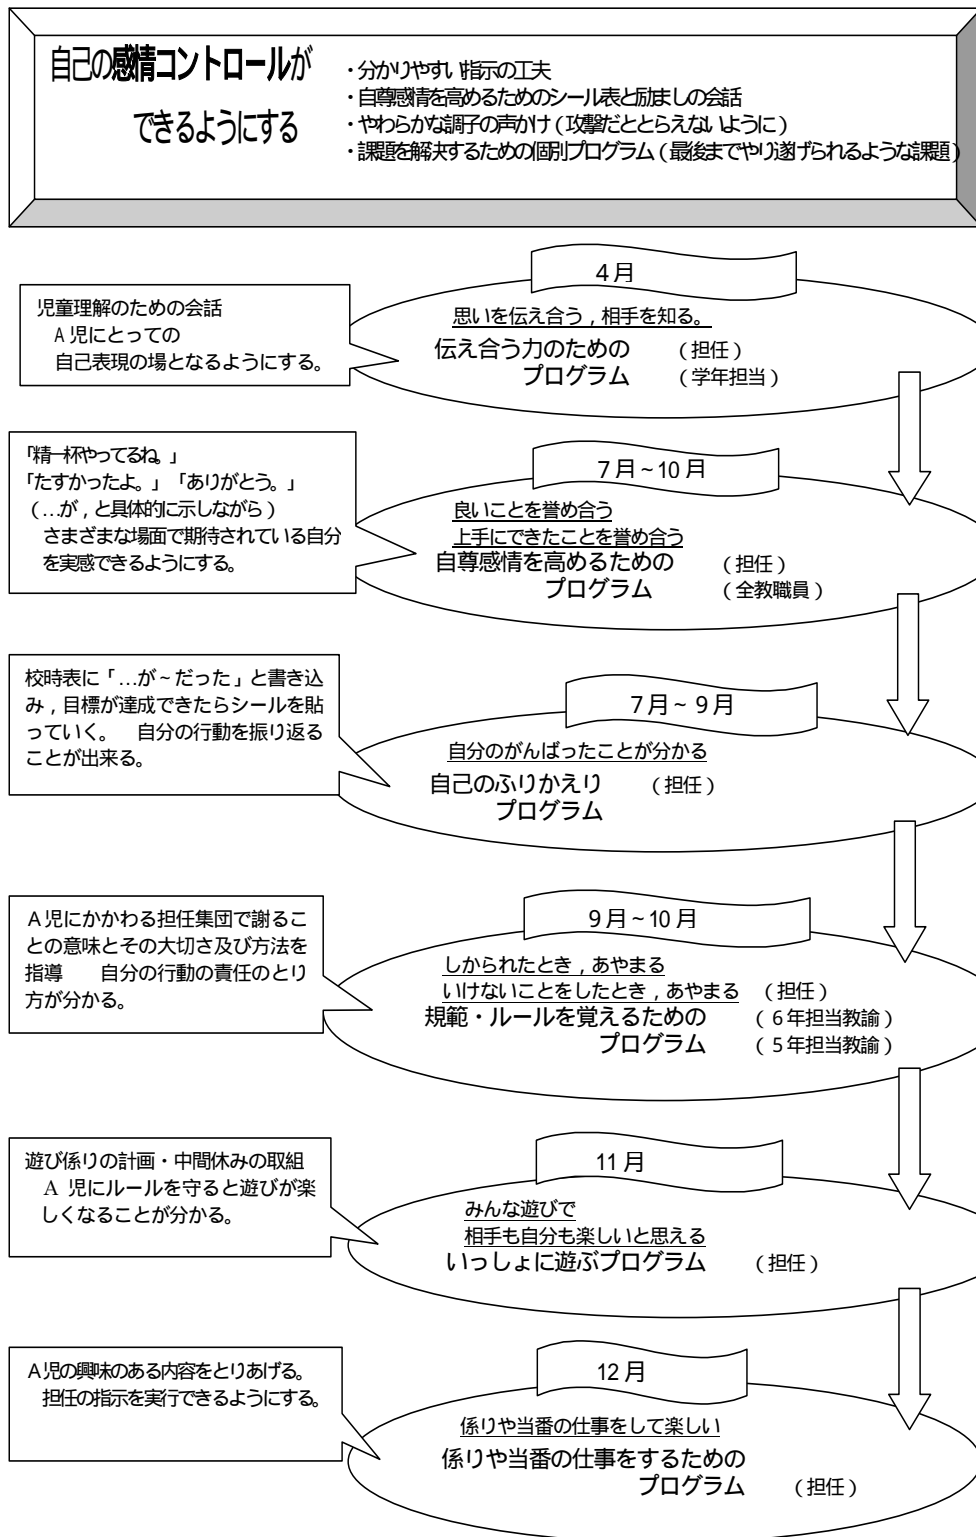 自己の感情コントロールが
できるようにする
・分かりやすい指示の工夫
・自尊感情を高めるためのシール表と励ましの会話
・やわらかな調子の声かけ(攻撃だととらえないように)
・課題を解決するための個別プログラム(最後までやり遂げられるような課題)
4月
児童理解のための会話
A児にとっての
自己表現の場となるようにする。
思いを伝え合う,相手を知る。
伝え合う力のための (担任)
プログラム (学年担当)
7月~10月
「精一杯やってるね。」
「たすかったよ。」「ありがとう。」
(…が,と具体的に示しながら)
さまざまな場面で期待されている自分
を実感できるようにする。
良いことを誉め合う
上手にできたことを誉め合う
自尊感情を高めるための (担任)
プログラム (全教職員)
7月~9月
校時表に「…が~だった」と書き込
み,目標が達成できたらシールを貼
っていく。 自分の行動を振り返る
ことが出来る。
自分のがんばったことが分かる
自己のふりかえり (担任)
プログラム
9月~10月
A児にかかわる担任集団で謝るこ
との意味とその大切さ及び方法を
指導 自分の行動の責任のとり
方が分かる。
しかられたとき,あやまる
いけないことをしたとき,あやまる (担任)
規範・ルールを覚えるための (6年担当教諭)
プログラム (5年担当教諭)
11月
遊び係りの計画・中間休みの取組
A 児にルールを守ると遊びが楽
しくなることが分かる。
みんな遊びで
相手も自分も楽しいと思える
いっしょに遊ぶプログラム (担任)
12月
A児の興味のある内容をとりあげる。
担任の指示を実行できるようにする。
係りや当番の仕事をして楽しい
係りや当番の仕事をするための
プログラム (担任)